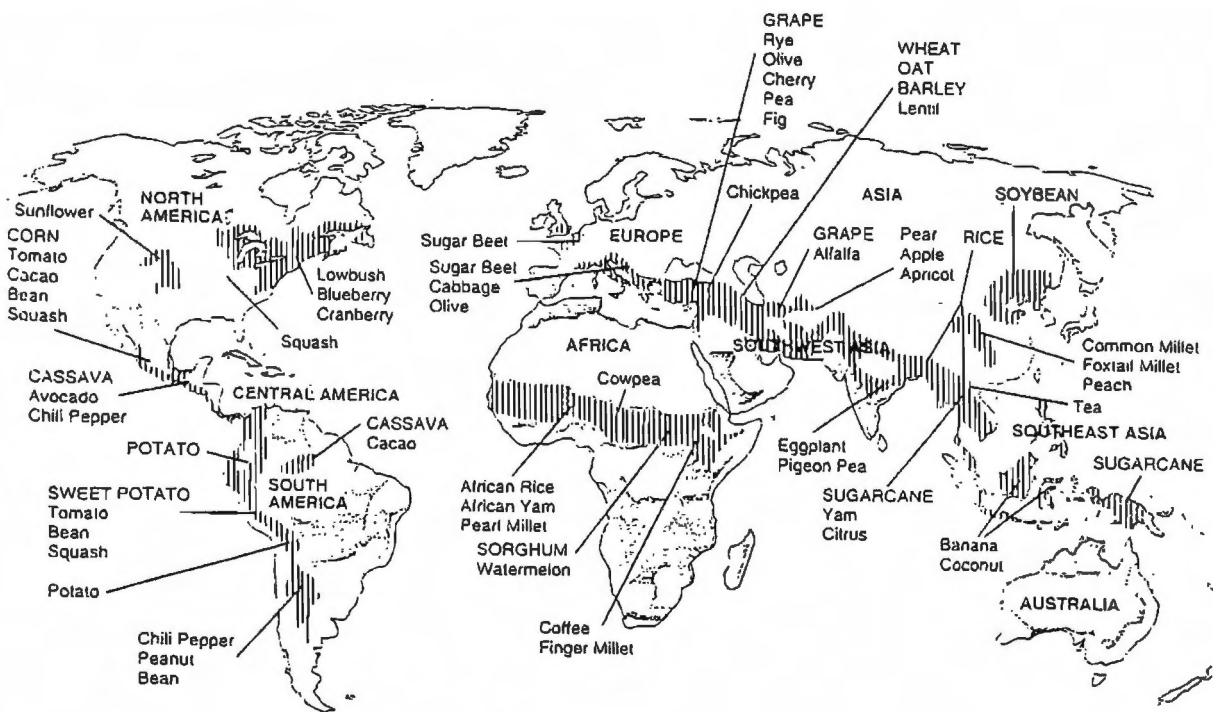 GRAPE
Rye
Olive
Cherry
Pea
Fig
WHEAT
OAT
BARLEY
Lentil
NORTH
AMERICA
Sunflower
CORN
Tomato
Cacao
Bean
Squash
Lowbush
Blueberry
Cranberry
Squash
CASSAVA
Avocado
Chili Pepper
CENTRAL AMERICA
CASSAVA
Cacao
POTATO
SOUTH
AMERICA
SWEET POTATO
Tomato
Bean
Squash
Potato
Chili Pepper
Peanut
Bean
Sugar Beet
EUROPE
Sugar Beet
Cabbage
Olive
Chickpea
ASIA
GRAPE
Alfalfa
Pear
Apple
Apricot
RICE
SOYBEAN
AFRICA
SOUTHWEST ASIA
Cowpea
African Rice
African Yam
Pearl Millet
SORGHUM
Watermelon
Coffee
Finger Millet
Eggplant
Pigeon Pea
SUGARCANE
Yam
Citrus
Common Millet
Foxtail Millet
Peach
Tea
SOUTHEAST ASIA
SUGARCANE
Banana
Coconut
AUSTRALIA